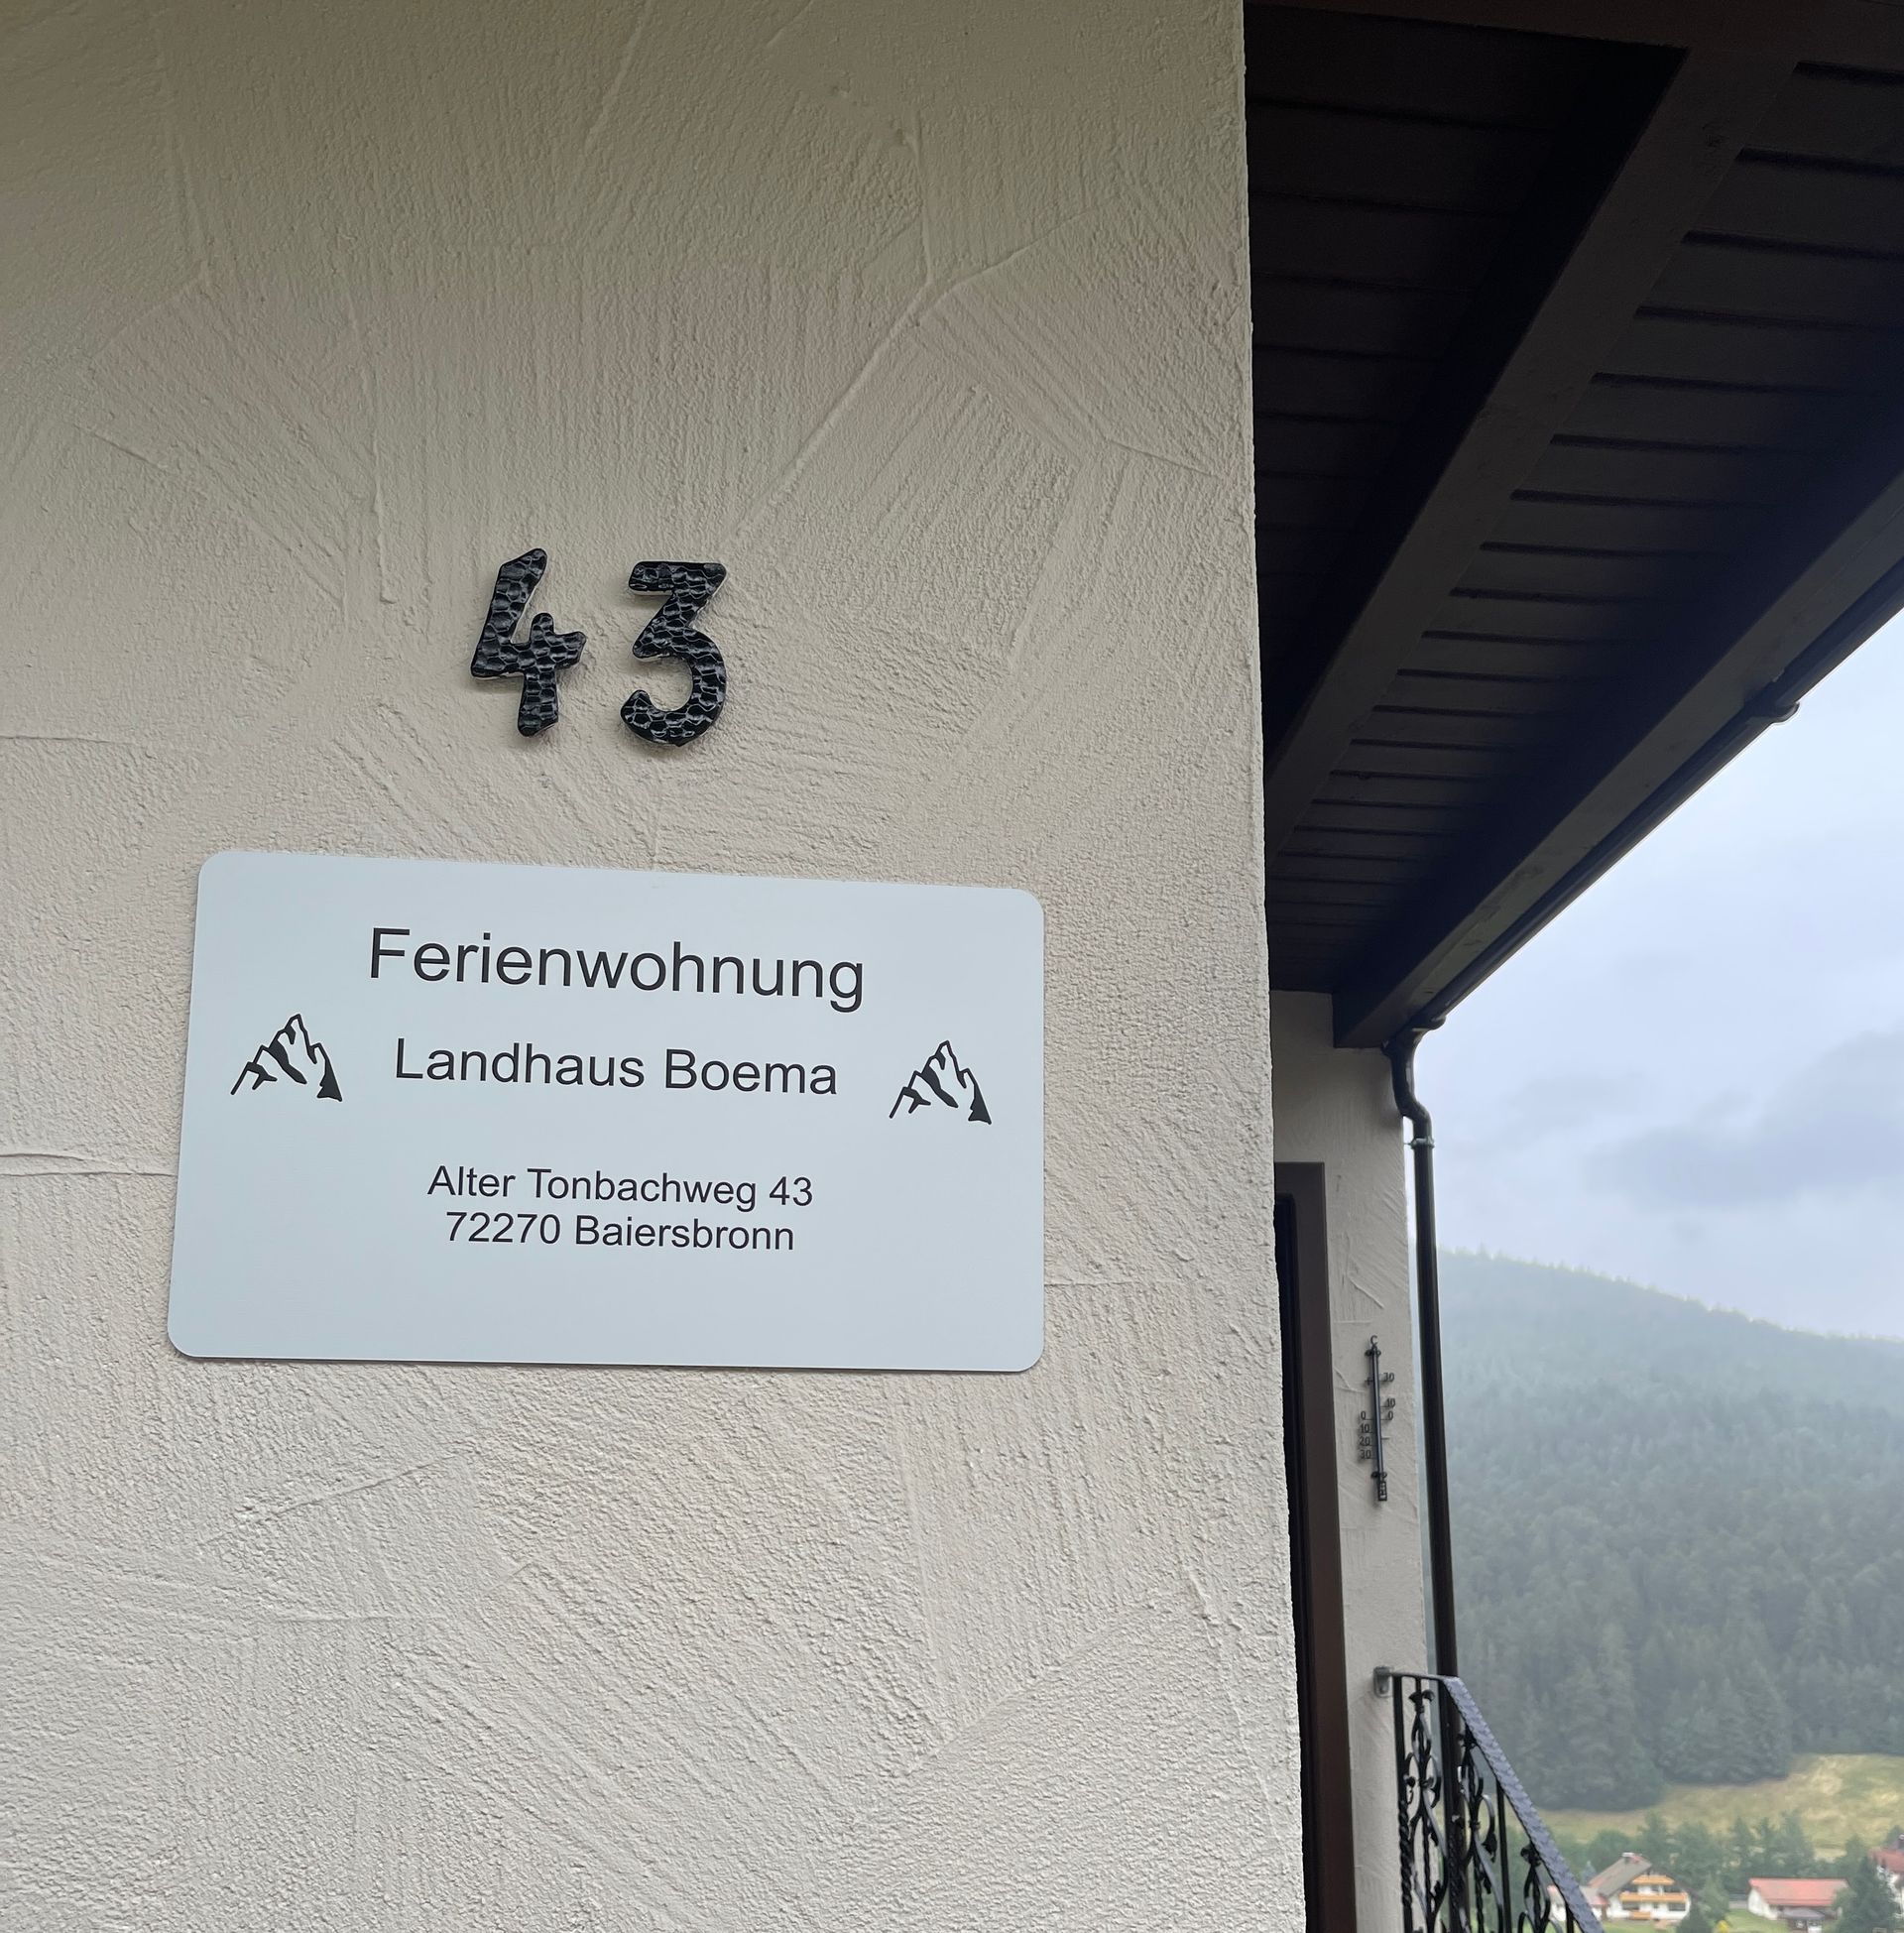 43
Ferienwohnung
Landhaus Boema
Alter Tonbachweg 43
72270 Baiersbronn